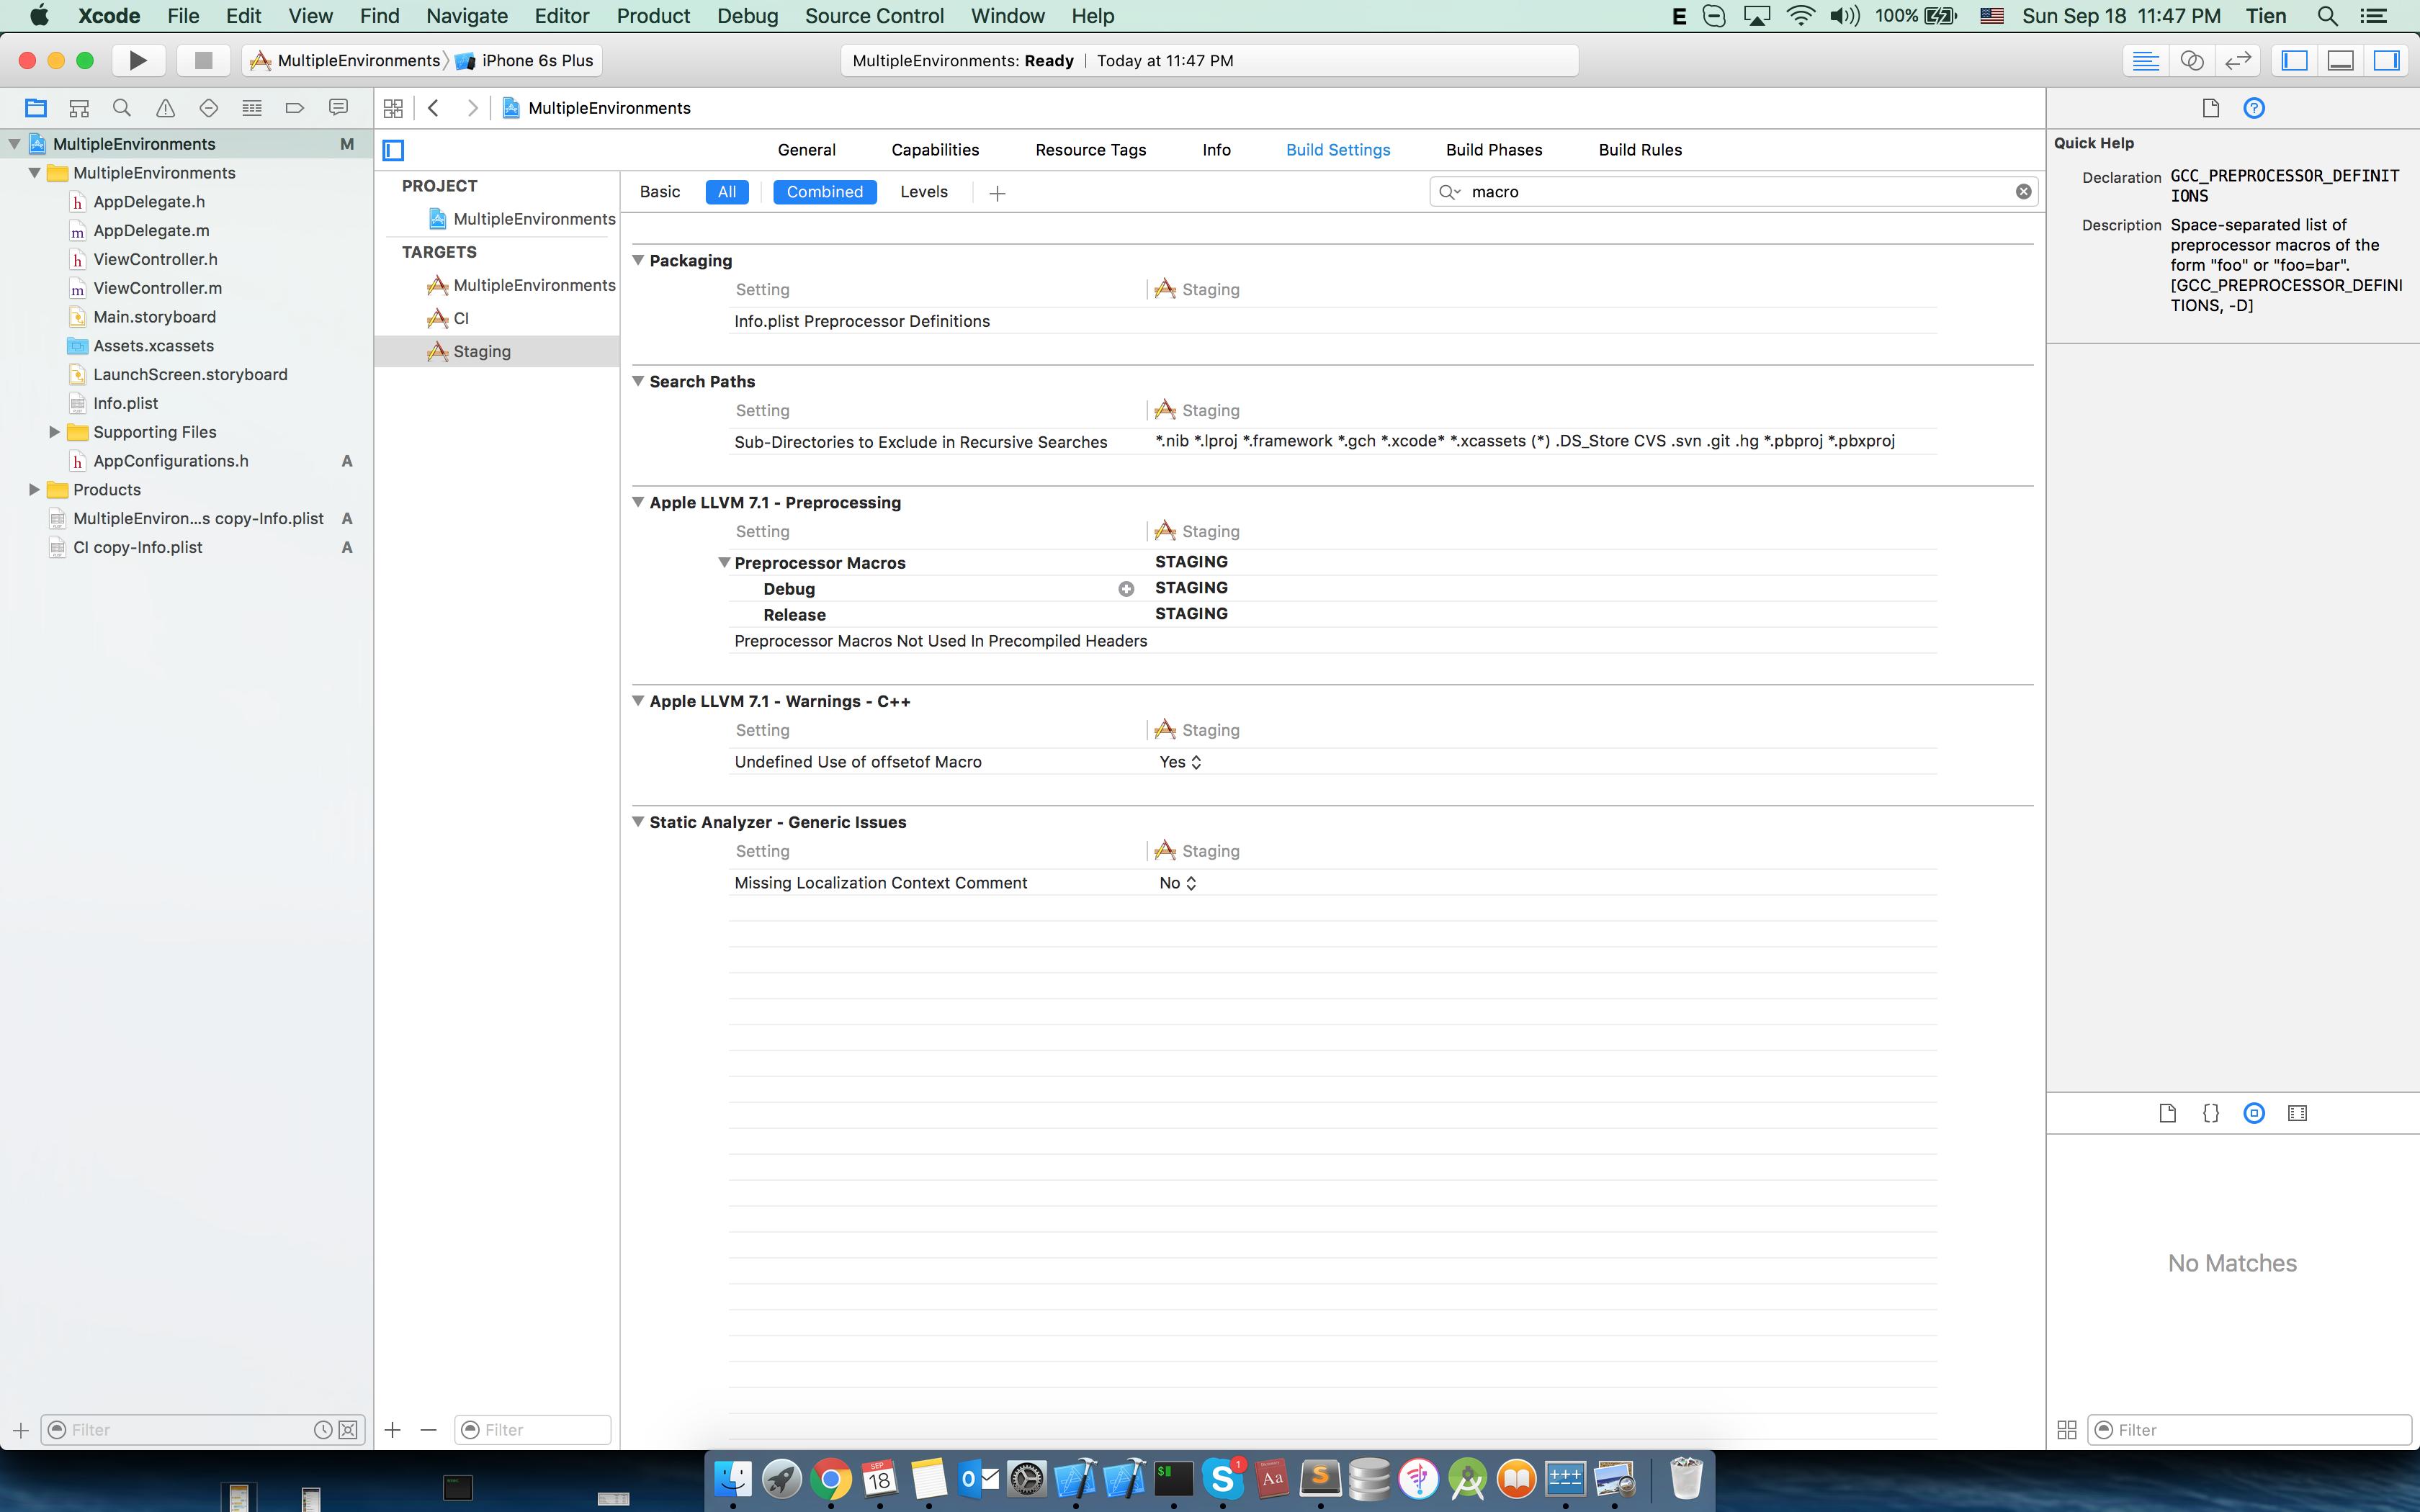 Xcode File Edit View Find Navigate Editor Product Debug Source Control Window Help E 100% Sun Sep 18 11:47 PM Tien
MultipleEnvironments iPhone 6s Plus MultipleEnvironments: Ready | Today at 11:47 PM
MultipleEnvironments
MultipleEnvironments M
MultipleEnvironments
h AppDelegate.h
m AppDelegate.m
h ViewController.h
m ViewController.m
Main.storyboard
Assets.xcassets
LaunchScreen.storyboard
Info.plist
Supporting Files
h AppConfigurations.h A
Products
MultipleEnviron...s copy-Info.plist A
CI copy-Info.plist A
Filter
General Capabilities Resource Tags Info Build Settings Build Phases Build Rules
PROJECT
MultipleEnvironments
TARGETS
MultipleEnvironments
CI
Staging
Filter
Basic All Combined Levels macro
Packaging
Setting Staging
Info.plist Preprocessor Definitions
Search Paths
Setting Staging
Sub-Directories to Exclude in Recursive Searches *.nib *.lproj *.framework *.gch *.xcode* *.xcassets (*) .DS_Store CVS .svn .git .hg *.pbproj *.pbxproj
Apple LLVM 7.1 - Preprocessing
Setting Staging
Preprocessor Macros STAGING
Debug STAGING
Release STAGING
Preprocessor Macros Not Used In Precompiled Headers
Apple LLVM 7.1 - Warnings - C++
Setting Staging
Undefined Use of offsetof Macro Yes
Static Analyzer - Generic Issues
Setting Staging
Missing Localization Context Comment No
Quick Help
Declaration GCC_PREPROCESSOR_DEFINIT
IONS
Description Space-separated list of
preprocessor macros of the
form "foo" or "foo=bar".
[GCC_PREPROCESSOR_DEFINI
TIONS, -D]
{}
No Matches
Filter
SEP
18
O
$
S
1
Aa
S
+++